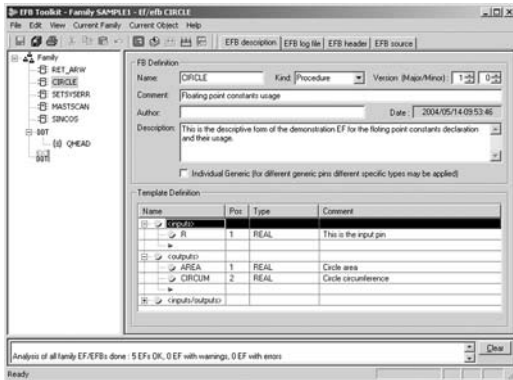 EFB Toolkit - Family SAMPLE1 - Ef/efb CIRCLE
File Edit View Current Family Current Object Help
EFB description EFB log file EFB header EFB source
Family
RET_ARW
CIRCLE
SETSYSERR
MASTSCAN
SINCOS
DDT
QHEAD
DDT
FB Definition
Name: CIRCLE Kind: Procedure Version (Major/Minor): 1 0
Comment: Floating point constants usage
Author: Date: 2004/05/14-09:53:46
Description: This is the descriptive form of the demonstration EF for the floting point constants declaration
and their usage.
Individual Generic (for different generic pins different specific types may be applied)
Template Definition
Name Pos Type Comment
<inputs>
R 1 REAL This is the input pin
<outputs>
AREA 1 REAL Circle area
CIRCUM 2 REAL Circle circumference
<inputs/outputs>
Analysis of all family EF/EFBs done : 5 EFs OK, 0 EF with warnings, 0 EF with errors
Clear
Ready